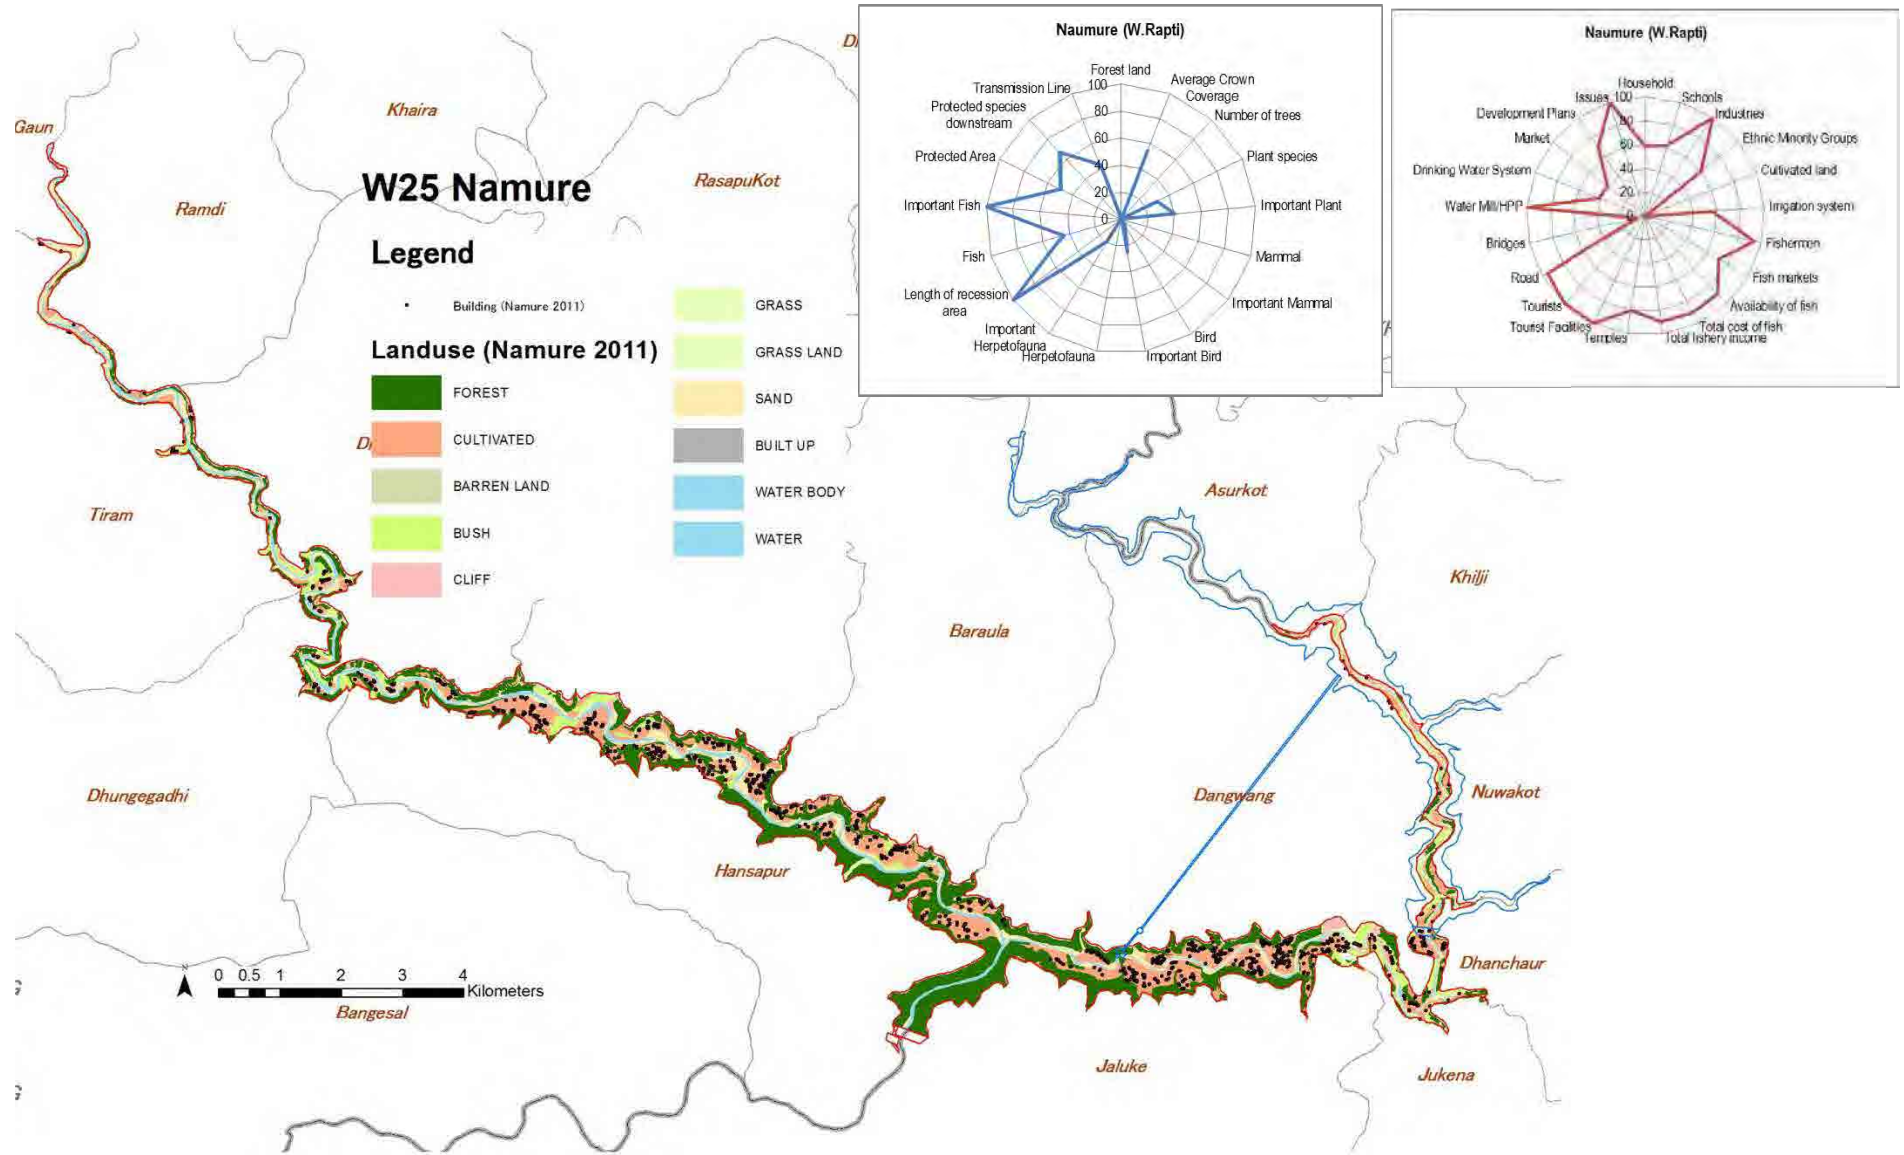 Gaun
Khaira
Ramdi
RasapuKot
W25 Namure
Legend
Building (Namure 2011)
Landuse (Namure 2011)
FOREST
CULTIVATED
BARREN LAND
BUSH
CLIFF
GRASS
GRASS LAND
SAND
BUILT UP
WATER BODY
WATER
Naumure (W.Rapti)
Forest land
Average Crown
Coverage
Number of trees
Plant species
Important Plant
Mammal
Important Mammal
Bird
Important Bird
Herpetofauna
Important
Herpetofauna
Length of recession
area
Fish
Important Fish
Protected Area
Protected species
downstream
Transmission Line
100
80
60
40
20
0
Naumure (W.Rapti)
Household
Schools
Industries
Ethnic Minority Groups
Cultivated land
Irrigation system
Fishermen
Fish markets
Availability of fish
Total cost of fish
Total fishery income
Temples
Tourist Facilities
Tourists
Road
Bridges
Water Mill/HPP
Drinking Water System
Market
Development Plans
Issues
100
80
60
40
20
0
Tiram
Asurkot
Khilji
Baraula
Dhungegadhi
Dangwang
Nuwakot
Hansapur
Dhanchaur
N
0 0.5 1 2 3 4
Kilometers
Bangesal
Jaluke
Jukena